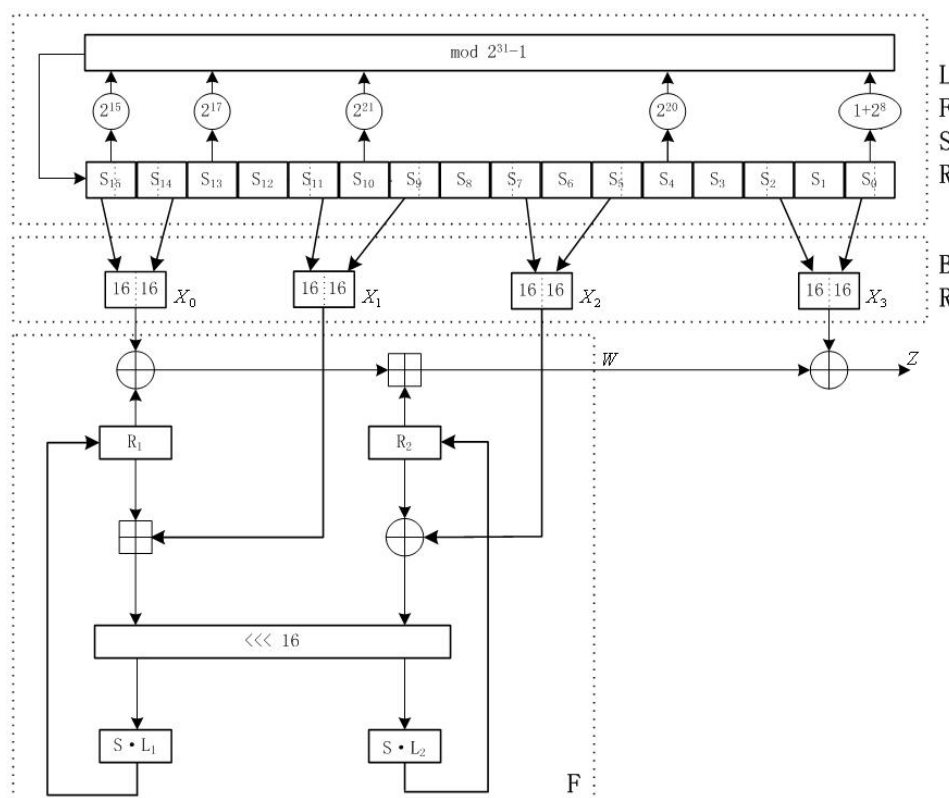 mod 2³¹−1
2¹⁵ 2¹⁷ 2²¹ 2²⁰ 1+2⁸
S₁₅ S₁₄ S₁₃ S₁₂ S₁₁ S₁₀ S₉ S₈ S₇ S₆ S₅ S₄ S₃ S₂ S₁ S₀
L
F
S
R
16 16 X₀ 16 16 X₁ 16 16 X₂ 16 16 X₃
B
R
W Z
R₁ R₂
<<< 16
S·L₁ S·L₂
F